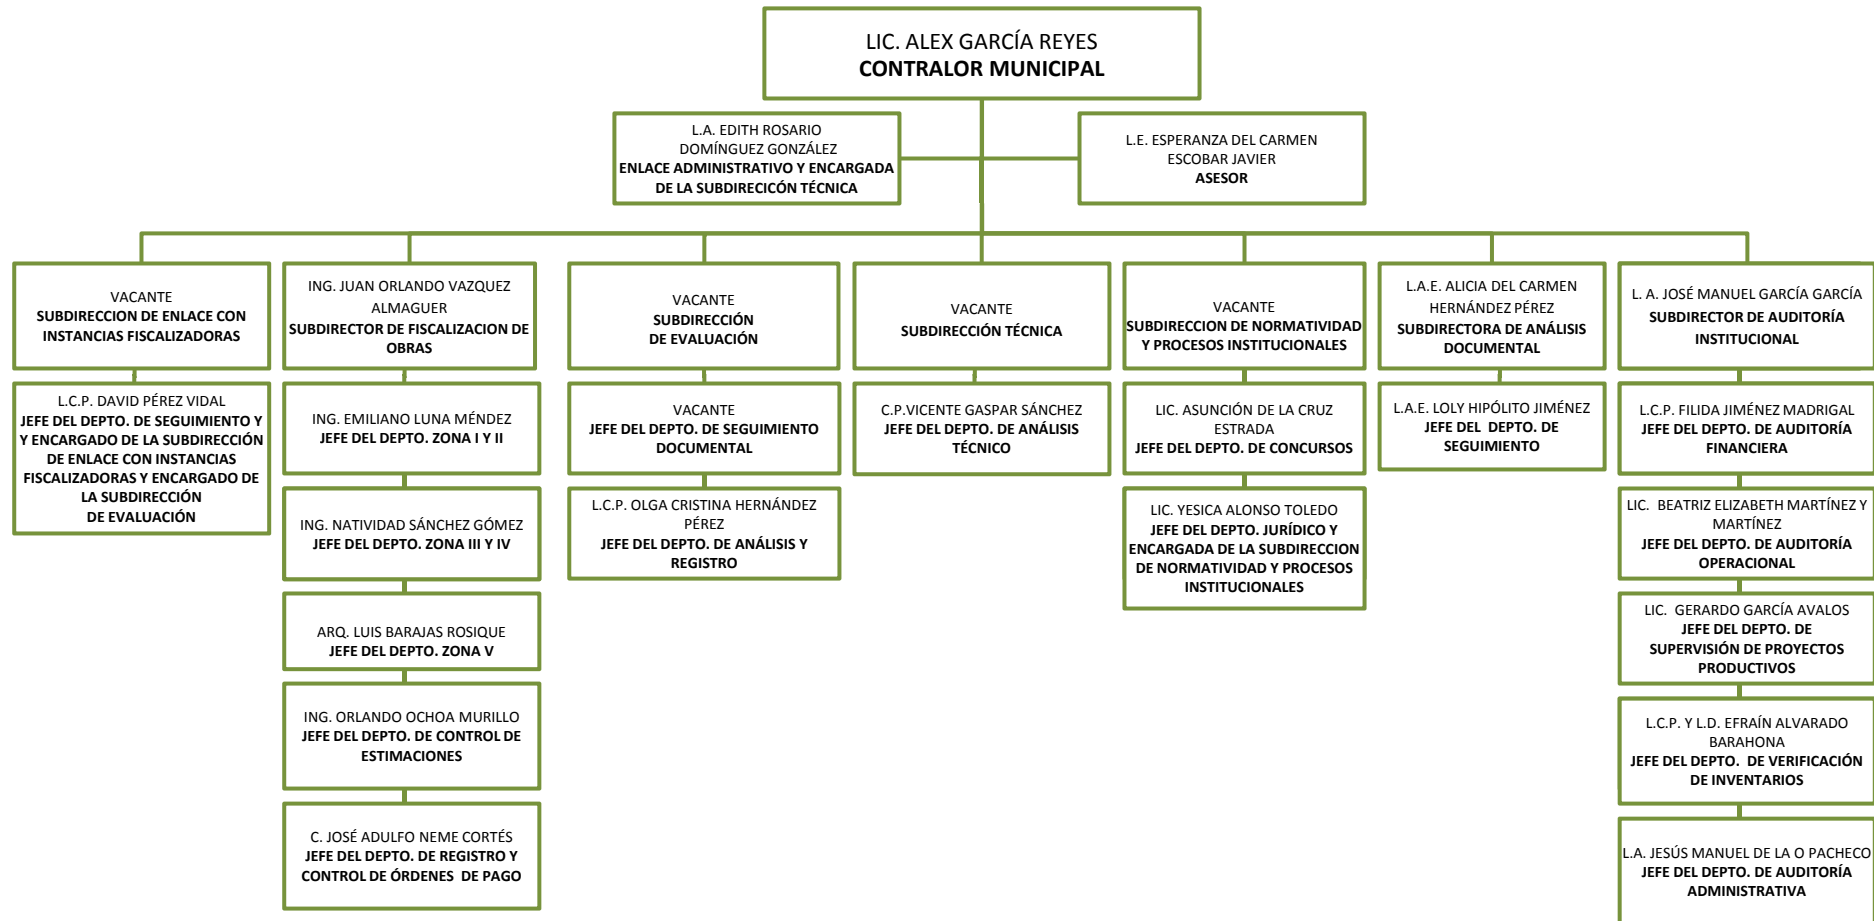 LIC. ALEX GARCÍA REYES
CONTRALOR MUNICIPAL
L.A. EDITH ROSARIO
DOMÍNGUEZ GONZÁLEZ
ENLACE ADMINISTRATIVO Y ENCARGADA
DE LA SUBDIRECICÓN TÉCNICA
L.E. ESPERANZA DEL CARMEN
ESCOBAR JAVIER
ASESOR
VACANTE
SUBDIRECCION DE ENLACE CON
INSTANCIAS FISCALIZADORAS
L.C.P. DAVID PÉREZ VIDAL
JEFE DEL DEPTO. DE SEGUIMIENTO Y
Y ENCARGADO DE LA SUBDIRECCIÓN
DE ENLACE CON INSTANCIAS
FISCALIZADORAS Y ENCARGADO DE
LA SUBDIRECCIÓN
DE EVALUACIÓN
ING. JUAN ORLANDO VAZQUEZ
ALMAGUER
SUBDIRECTOR DE FISCALIZACION DE
OBRAS
ING. EMILIANO LUNA MÉNDEZ
JEFE DEL DEPTO. ZONA I Y II
ING. NATIVIDAD SÁNCHEZ GÓMEZ
JEFE DEL DEPTO. ZONA III Y IV
ARQ. LUIS BARAJAS ROSIQUE
JEFE DEL DEPTO. ZONA V
ING. ORLANDO OCHOA MURILLO
JEFE DEL DEPTO. DE CONTROL DE
ESTIMACIONES
C. JOSÉ ADULFO NEME CORTÉS
JEFE DEL DEPTO. DE REGISTRO Y
CONTROL DE ÓRDENES  DE PAGO
VACANTE
SUBDIRECCIÓN
DE EVALUACIÓN
VACANTE
JEFE DEL DEPTO. DE SEGUIMIENTO
DOCUMENTAL
L.C.P. OLGA CRISTINA HERNÁNDEZ
PÉREZ
JEFE DEL DEPTO. DE ANÁLISIS Y
REGISTRO
VACANTE
SUBDIRECCIÓN TÉCNICA
C.P.VICENTE GASPAR SÁNCHEZ
JEFE DEL DEPTO. DE ANÁLISIS
TÉCNICO
VACANTE
SUBDIRECCION DE NORMATIVIDAD
Y PROCESOS INSTITUCIONALES
LIC. ASUNCIÓN DE LA CRUZ
ESTRADA
JEFE DEL DEPTO. DE CONCURSOS
LIC. YESICA ALONSO TOLEDO
JEFE DEL DEPTO. JURÍDICO Y
ENCARGADA DE LA SUBDIRECCION
DE NORMATIVIDAD Y PROCESOS
INSTITUCIONALES
L.A.E. ALICIA DEL CARMEN
HERNÁNDEZ PÉREZ
SUBDIRECTORA DE ANÁLISIS
DOCUMENTAL
L.A.E. LOLY HIPÓLITO JIMÉNEZ
JEFE DEL  DEPTO. DE
SEGUIMIENTO
L. A. JOSÉ MANUEL GARCÍA GARCÍA
SUBDIRECTOR DE AUDITORÍA
INSTITUCIONAL
L.C.P. FILIDA JIMÉNEZ MADRIGAL
JEFE DEL DEPTO. DE AUDITORÍA
FINANCIERA
LIC.  BEATRIZ ELIZABETH MARTÍNEZ Y
MARTÍNEZ
JEFE DEL DEPTO. DE AUDITORÍA
OPERACIONAL
LIC.  GERARDO GARCÍA AVALOS
JEFE DEL DEPTO. DE
SUPERVISIÓN DE PROYECTOS
PRODUCTIVOS
L.C.P. Y L.D. EFRAÍN ALVARADO
BARAHONA
JEFE DEL DEPTO.  DE VERIFICACIÓN
DE INVENTARIOS
L.A. JESÚS MANUEL DE LA O PACHECO
JEFE DEL DEPTO. DE AUDITORÍA
ADMINISTRATIVA